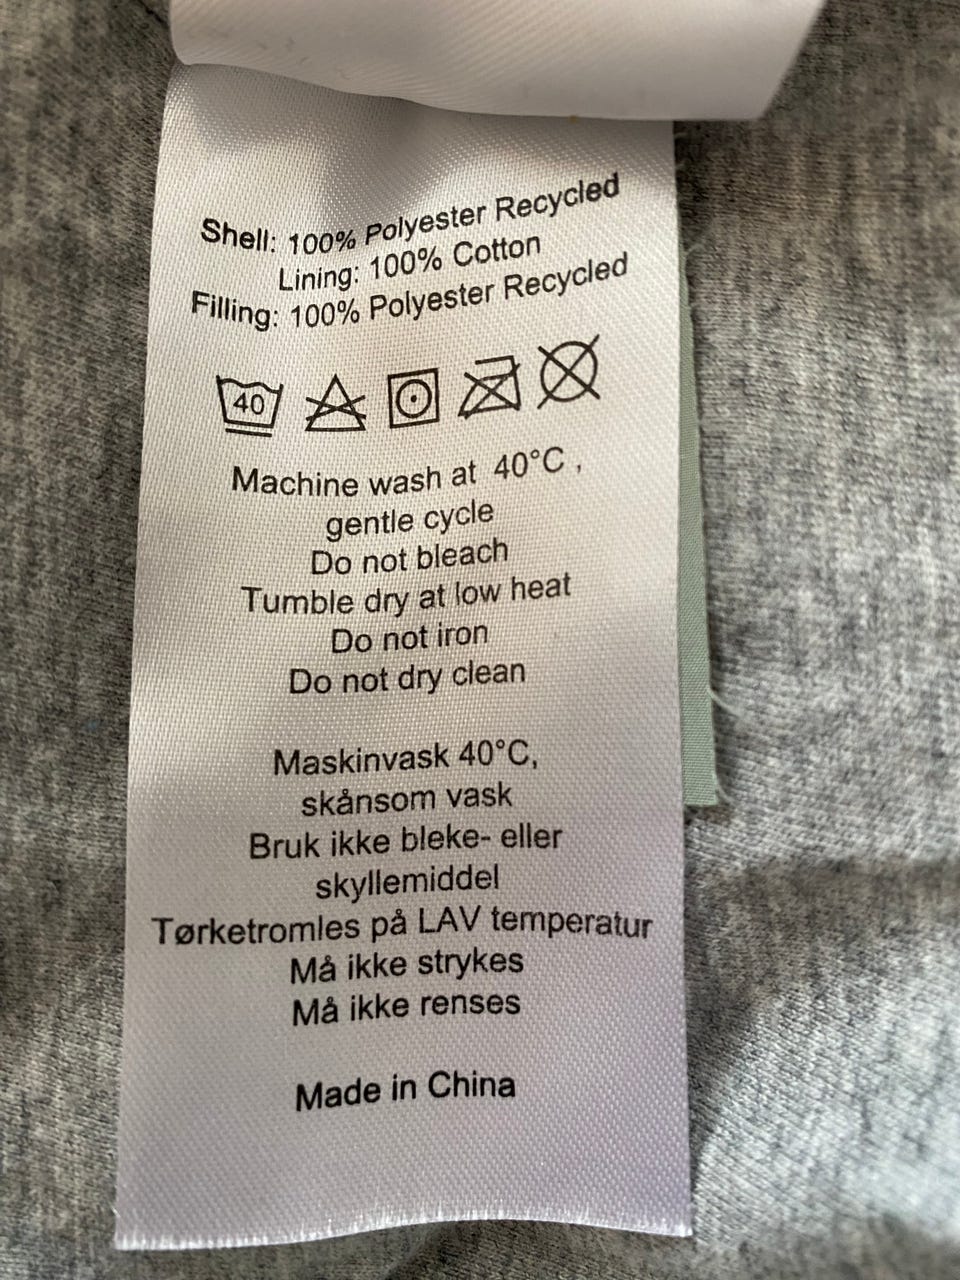 Shell: 100% Polyester Recycled
Lining: 100% Cotton
Filling: 100% Polyester Recycled
40
Machine wash at 40°C ,
gentle cycle
Do not bleach
Tumble dry at low heat
Do not iron
Do not dry clean
Maskinvask 40°C,
skånsom vask
Bruk ikke bleke- eller
skyllemiddel
Tørketromles på LAV temperatur
Må ikke strykes
Må ikke renses
Made in China